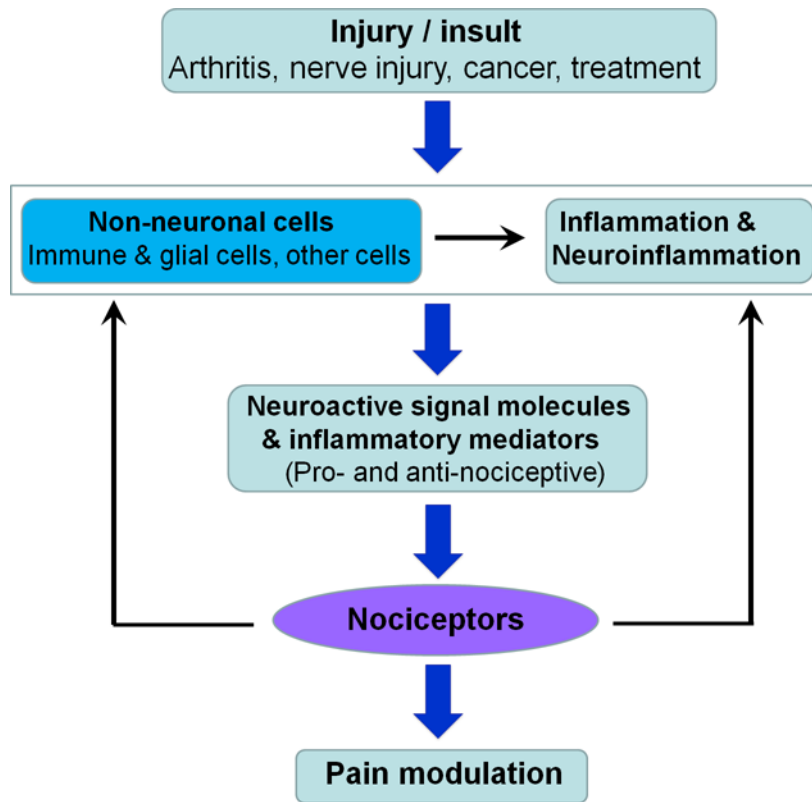 Injury / insult
Arthritis, nerve injury, cancer, treatment
Non-neuronal cells
Immune & glial cells, other cells
Inflammation &
Neuroinflammation
Neuroactive signal molecules
& inflammatory mediators
(Pro- and anti-nociceptive)
Nociceptors
Pain modulation